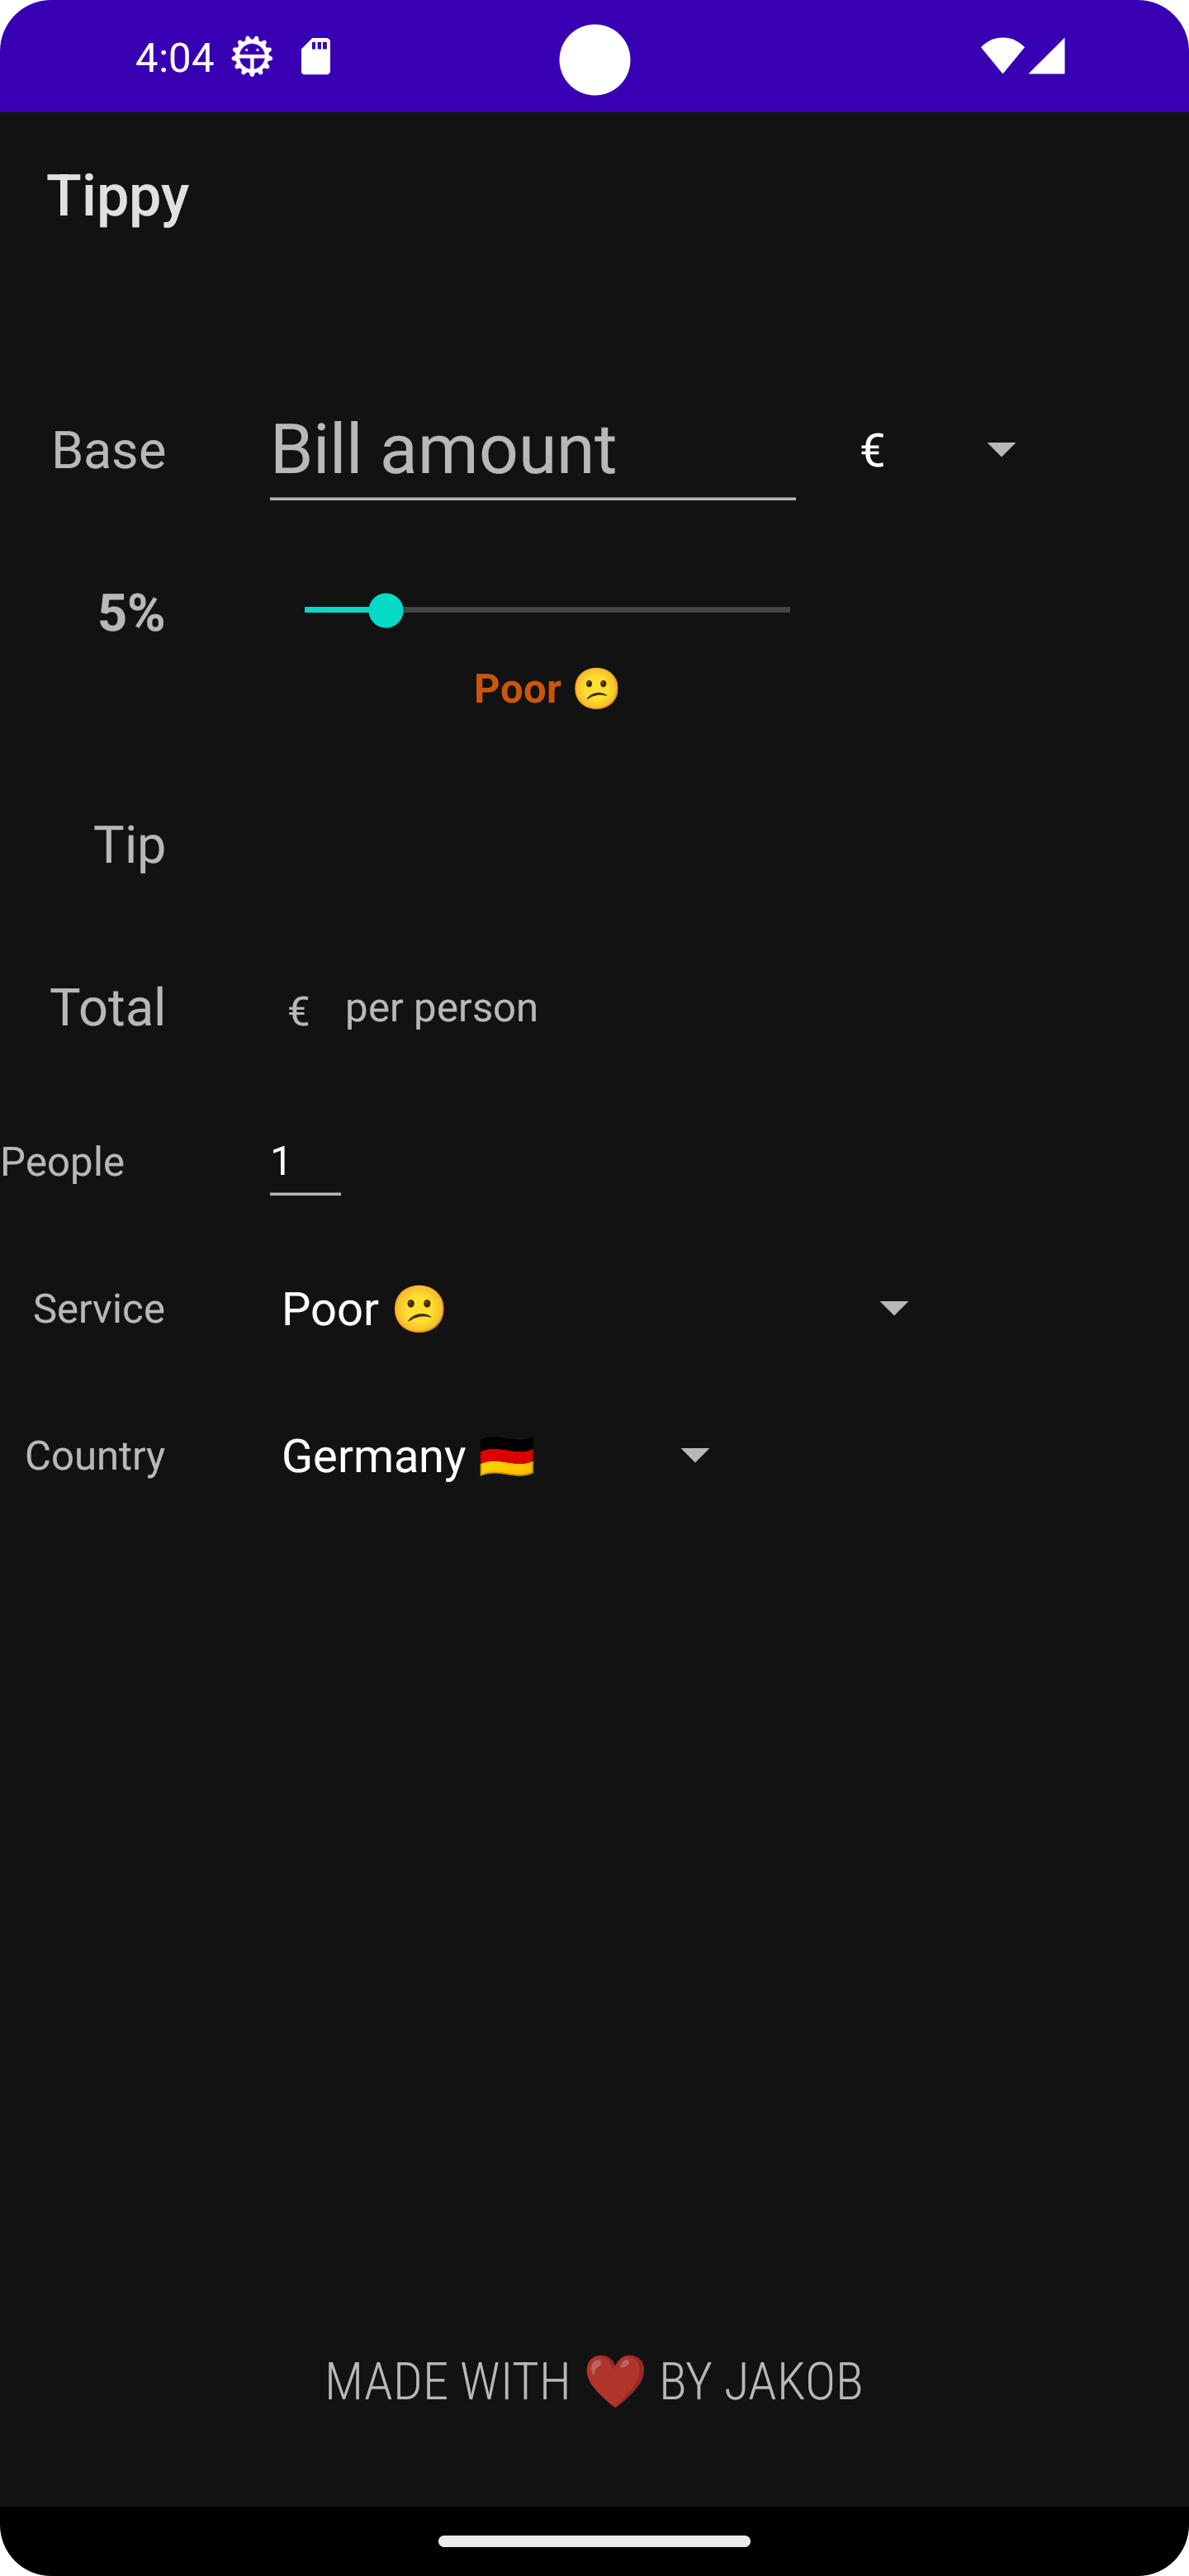 4:04
Tippy
Base Bill amount €
5%
Poor 😕
Tip
Total € per person
People 1
Service Poor 😕
Country Germany 🇩🇪
MADE WITH ❤️ BY JAKOB